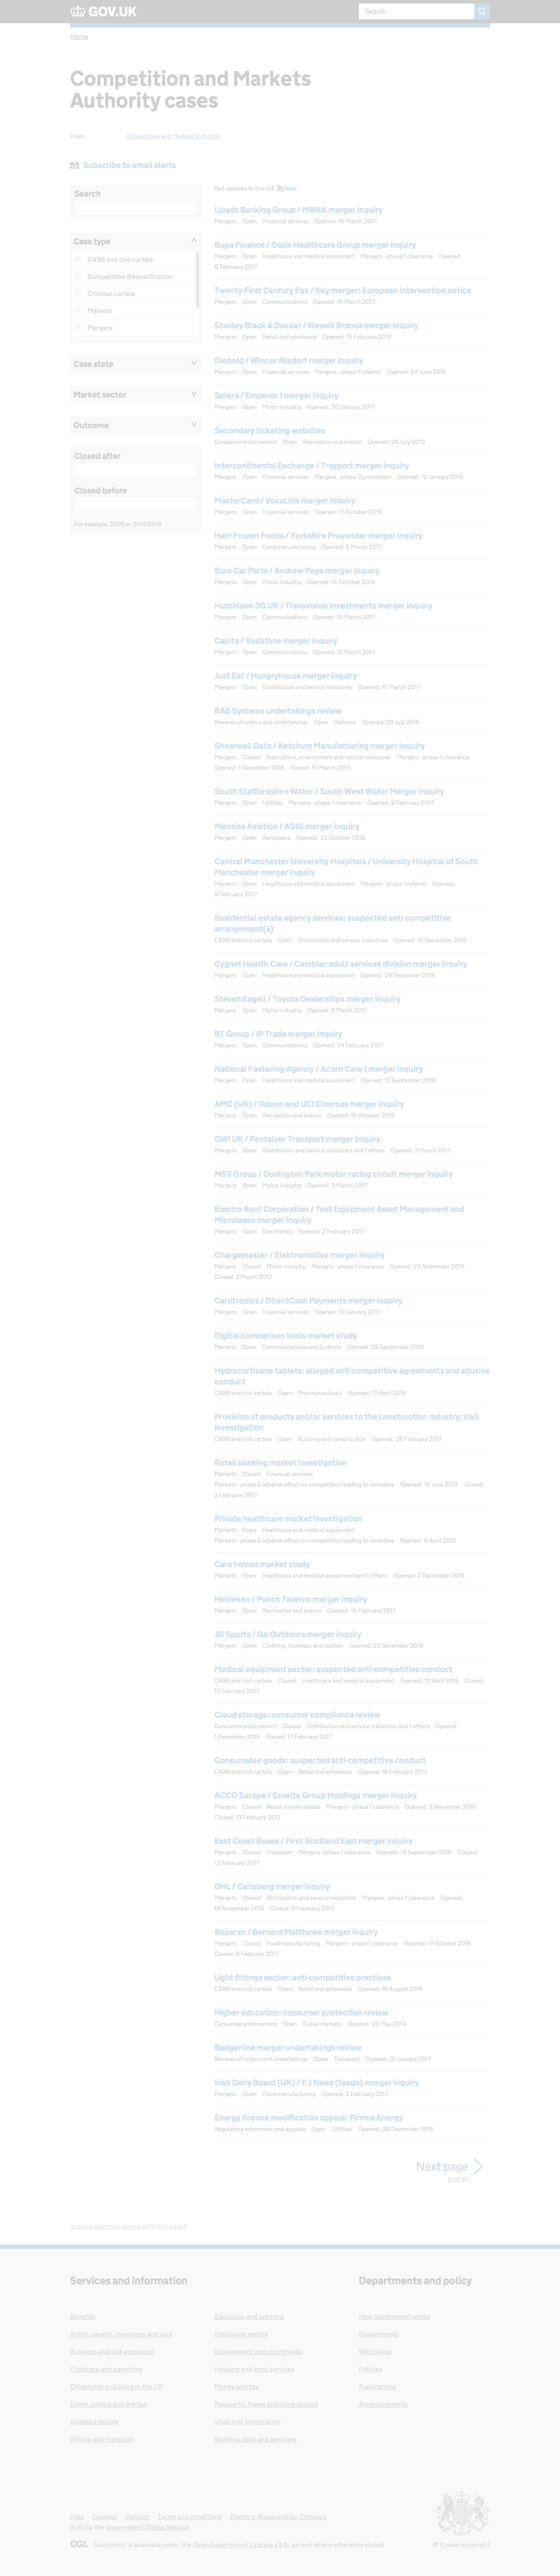 GOV.UK
Search
Home
Competition and Markets
Authority cases
From: Competition and Markets Authority
Subscribe to email alerts
Search
Case type
CA98 and civil cartels
Competition disqualification
Criminal cartels
Markets
Mergers
Case state
Market sector
Outcome
Closed after
Closed before
For example, 2005 or 21/11/2014
Get updates to this list feed
Lloyds Banking Group / MBNA merger inquiry
Mergers Open Financial services Opened: 16 March 2017
Bupa Finance / Oasis Healthcare Group merger inquiry
Mergers Open Healthcare and medical equipment Mergers - phase 1 clearance Opened:
6 February 2017
Twenty-First Century Fox / Sky merger: European intervention notice
Mergers Open Communications Opened: 16 March 2017
Stanley Black & Decker / Newell Brands merger inquiry
Mergers Open Retail and wholesale Opened: 15 February 2017
Diebold / Wincor Nixdorf merger inquiry
Mergers Open Financial services Mergers - phase 1 referral Opened: 24 June 2016
Solera / Emperor 1 merger inquiry
Mergers Open Motor industry Opened: 30 January 2017
Secondary ticketing websites
Consumer enforcement Open Recreation and leisure Opened: 26 July 2012
Intercontinental Exchange / Trayport merger inquiry
Mergers Open Financial services Mergers - phase 2 prohibition Opened: 12 January 2016
MasterCard / VocaLink merger inquiry
Mergers Open Financial services Opened: 17 October 2016
Hain Frozen Foods / Yorkshire Provender merger inquiry
Mergers Open Food manufacturing Opened: 8 March 2017
Euro Car Parts / Andrew Page merger inquiry
Mergers Open Motor industry Opened: 14 October 2016
Hutchison 3G UK / Transvision Investments merger inquiry
Mergers Open Communications Opened: 10 March 2017
Capita / Vodafone merger inquiry
Mergers Open Communications Opened: 10 March 2017
Just Eat / Hungryhouse merger inquiry
Mergers Open Distribution and service industries Opened: 10 March 2017
BAE Systems undertakings review
Reviews of orders and undertakings Open Defence Opened: 29 July 2016
Shearwell Data / Ketchum Manufacturing merger inquiry
Mergers Closed Agriculture, environment and natural resources Mergers - phase 1 clearance
Opened: 1 December 2016 Closed: 10 March 2017
South Staffordshire Water / South West Water Merger inquiry
Mergers Open Utilities Mergers - phase 1 clearance Opened: 2 February 2017
Menzies Aviation / ASIG merger inquiry
Mergers Open Aerospace Opened: 25 October 2016
Central Manchester University Hospitals / University Hospital of South
Manchester merger inquiry
Mergers Open Healthcare and medical equipment Mergers - phase 1 referral Opened:
9 February 2017
Residential estate agency services: suspected anti-competitive
arrangement(s)
CA98 and civil cartels Open Distribution and service industries Opened: 10 December 2015
Cygnet Health Care / Cambian adult services division merger inquiry
Mergers Open Healthcare and medical equipment Opened: 29 December 2016
Steven Eagell / Toyota Dealerships merger inquiry
Mergers Open Motor industry Opened: 8 March 2017
BT Group / IP Trade merger inquiry
Mergers Open Communications Opened: 24 February 2017
National Fostering Agency / Acorn Care 1 merger inquiry
Mergers Open Healthcare and medical equipment Opened: 12 September 2016
AMC (UK) / Odeon and UCI Cinemas merger inquiry
Mergers Open Recreation and leisure Opened: 19 October 2016
GWI UK / Pentalver Transport merger inquiry
Mergers Open Distribution and service industries and 1 others Opened: 3 March 2017
MSV Group / Donington Park motor racing circuit merger inquiry
Mergers Open Motor industry Opened: 3 March 2017
Electro Rent Corporation / Test Equipment Asset Management and
Microlease merger inquiry
Mergers Open Electronics Opened: 2 February 2017
Chargemaster / Elektromotive merger inquiry
Mergers Closed Motor industry Mergers - phase 1 clearance Opened: 23 November 2016
Closed: 3 March 2017
Cardtronics / DirectCash Payments merger inquiry
Mergers Open Financial services Opened: 10 January 2017
Digital comparison tools market study
Markets Open Communications and 3 others Opened: 29 September 2016
Hydrocortisone tablets: alleged anti-competitive agreements and abusive
conduct
CA98 and civil cartels Open Pharmaceuticals Opened: 12 April 2016
Provision of products and/or services to the construction industry: civil
investigation
CA98 and civil cartels Open Building and construction Opened: 28 February 2017
Retail banking market investigation
Markets Closed Financial services
Markets - phase 2 adverse effect on competition leading to remedies Opened: 19 June 2013 Closed:
2 February 2017
Private healthcare market investigation
Markets Open Healthcare and medical equipment
Markets - phase 2 adverse effect on competition leading to remedies Opened: 4 April 2012
Care homes market study
Markets Open Healthcare and medical equipment and 1 others Opened: 2 December 2016
Heineken / Punch Taverns merger inquiry
Mergers Open Recreation and leisure Opened: 16 February 2017
JD Sports / Go Outdoors merger inquiry
Mergers Open Clothing, footwear and fashion Opened: 23 December 2016
Medical equipment sector: suspected anti-competitive conduct
CA98 and civil cartels Closed Healthcare and medical equipment Opened: 12 April 2016 Closed:
15 February 2017
Cloud storage: consumer compliance review
Consumer enforcement Closed Distribution and service industries and 1 others Opened:
1 December 2015 Closed: 17 February 2017
Consumable goods: suspected anti-competitive conduct
CA98 and civil cartels Open Retail and wholesale Opened: 16 February 2017
ACCO Europe / Esselte Group Holdings merger inquiry
Mergers Closed Retail and wholesale Mergers - phase 1 clearance Opened: 2 December 2016
Closed: 13 February 2017
East Coast Buses / First Scotland East merger inquiry
Mergers Closed Transport Mergers - phase 1 clearance Opened: 19 September 2016 Closed:
13 February 2017
DHL / Carlsberg merger inquiry
Mergers Closed Distribution and service industries Mergers - phase 1 clearance Opened:
18 November 2016 Closed: 9 February 2017
Boparan / Bernard Matthews merger inquiry
Mergers Closed Food manufacturing Mergers - phase 1 clearance Opened: 17 October 2016
Closed: 9 February 2017
Light fittings sector: anti-competitive practices
CA98 and civil cartels Open Retail and wholesale Opened: 16 August 2016
Higher education: consumer protection review
Consumer enforcement Open Public markets Opened: 20 May 2014
Badgerline merger undertakings review
Reviews of orders and undertakings Open Transport Opened: 31 January 2017
Irish Dairy Board (UK) / F J Need (foods) merger inquiry
Mergers Open Food manufacturing Opened: 2 February 2017
Energy licence modification appeal: Firmus Energy
Regulatory references and appeals Open Utilities Opened: 28 December 2016
Next page
2 of 37
Is there anything wrong with this page?
Services and information
Benefits
Births, deaths, marriages and care
Business and self-employed
Childcare and parenting
Citizenship and living in the UK
Crime, justice and the law
Disabled people
Driving and transport
Education and learning
Employing people
Environment and countryside
Housing and local services
Money and tax
Passports, travel and living abroad
Visas and immigration
Working, jobs and pensions
Departments and policy
How government works
Departments
Worldwide
Policies
Publications
Announcements
Help Cookies Contact Terms and conditions Rhestr o Wasanaethau Cymraeg
Built by the Government Digital Service
OGL All content is available under the Open Government Licence v3.0, except where otherwise stated
© Crown copyright